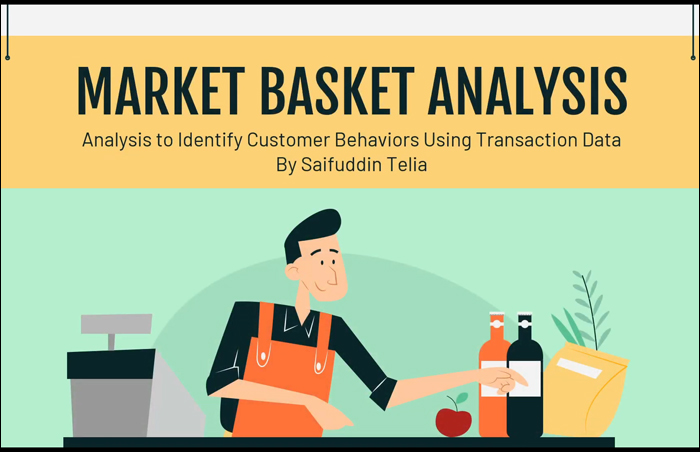 MARKET BASKET ANALYSIS
Analysis to Identify Customer Behaviors Using Transaction Data
By Saifuddin Telia